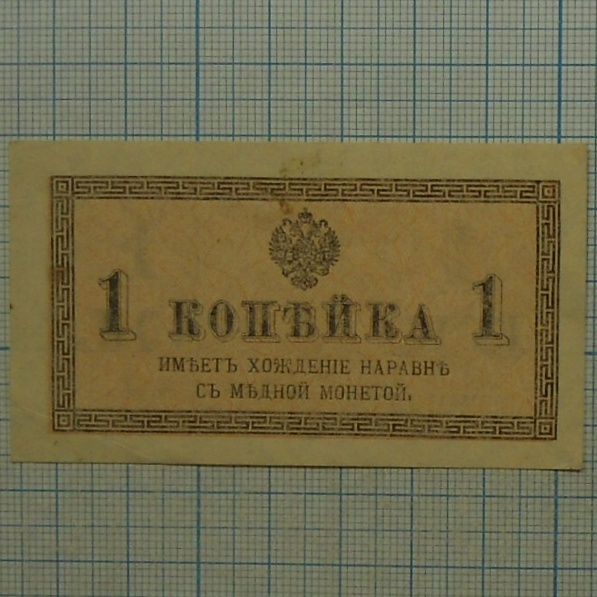 1 КОПѢЙКА 1
ИМѢЕТЪ ХОЖДЕНІЕ НАРАВНѢ
СЪ МѢДНОЙ МОНЕТОЙ.